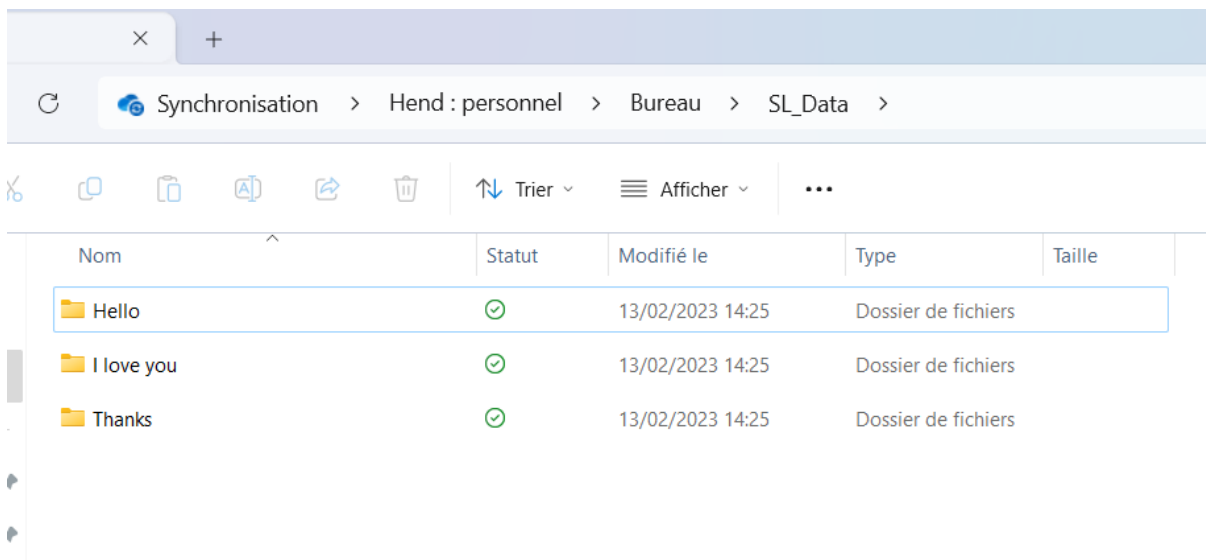 Synchronisation > Hend : personnel > Bureau > SL_Data >
Trier Afficher
Nom Statut Modifié le Type Taille
Hello 13/02/2023 14:25 Dossier de fichiers
I love you 13/02/2023 14:25 Dossier de fichiers
Thanks 13/02/2023 14:25 Dossier de fichiers